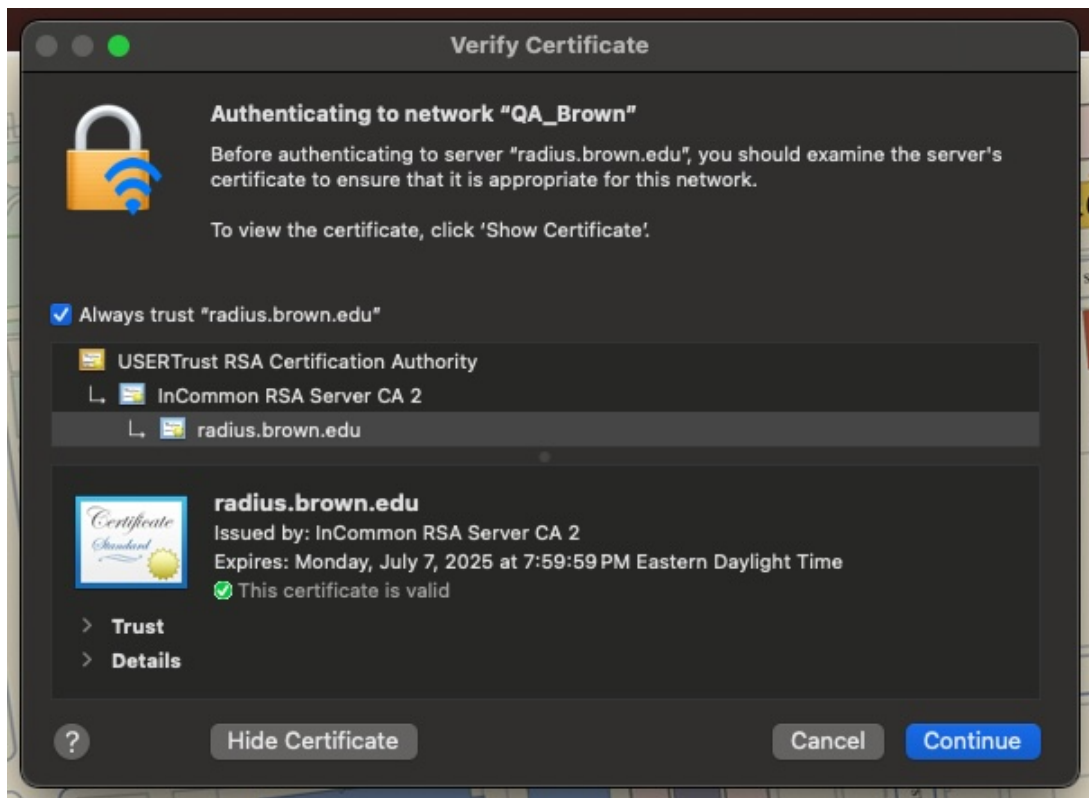 Verify Certificate
Authenticating to network “QA_Brown”
Before authenticating to server “radius.brown.edu”, you should examine the server's
certificate to ensure that it is appropriate for this network.
To view the certificate, click ‘Show Certificate’.
Always trust “radius.brown.edu”
USERTrust RSA Certification Authority
InCommon RSA Server CA 2
radius.brown.edu
Certificate
Standard
radius.brown.edu
Issued by: InCommon RSA Server CA 2
Expires: Monday, July 7, 2025 at 7:59:59 PM Eastern Daylight Time
This certificate is valid
Trust
Details
?
Hide Certificate
Cancel
Continue